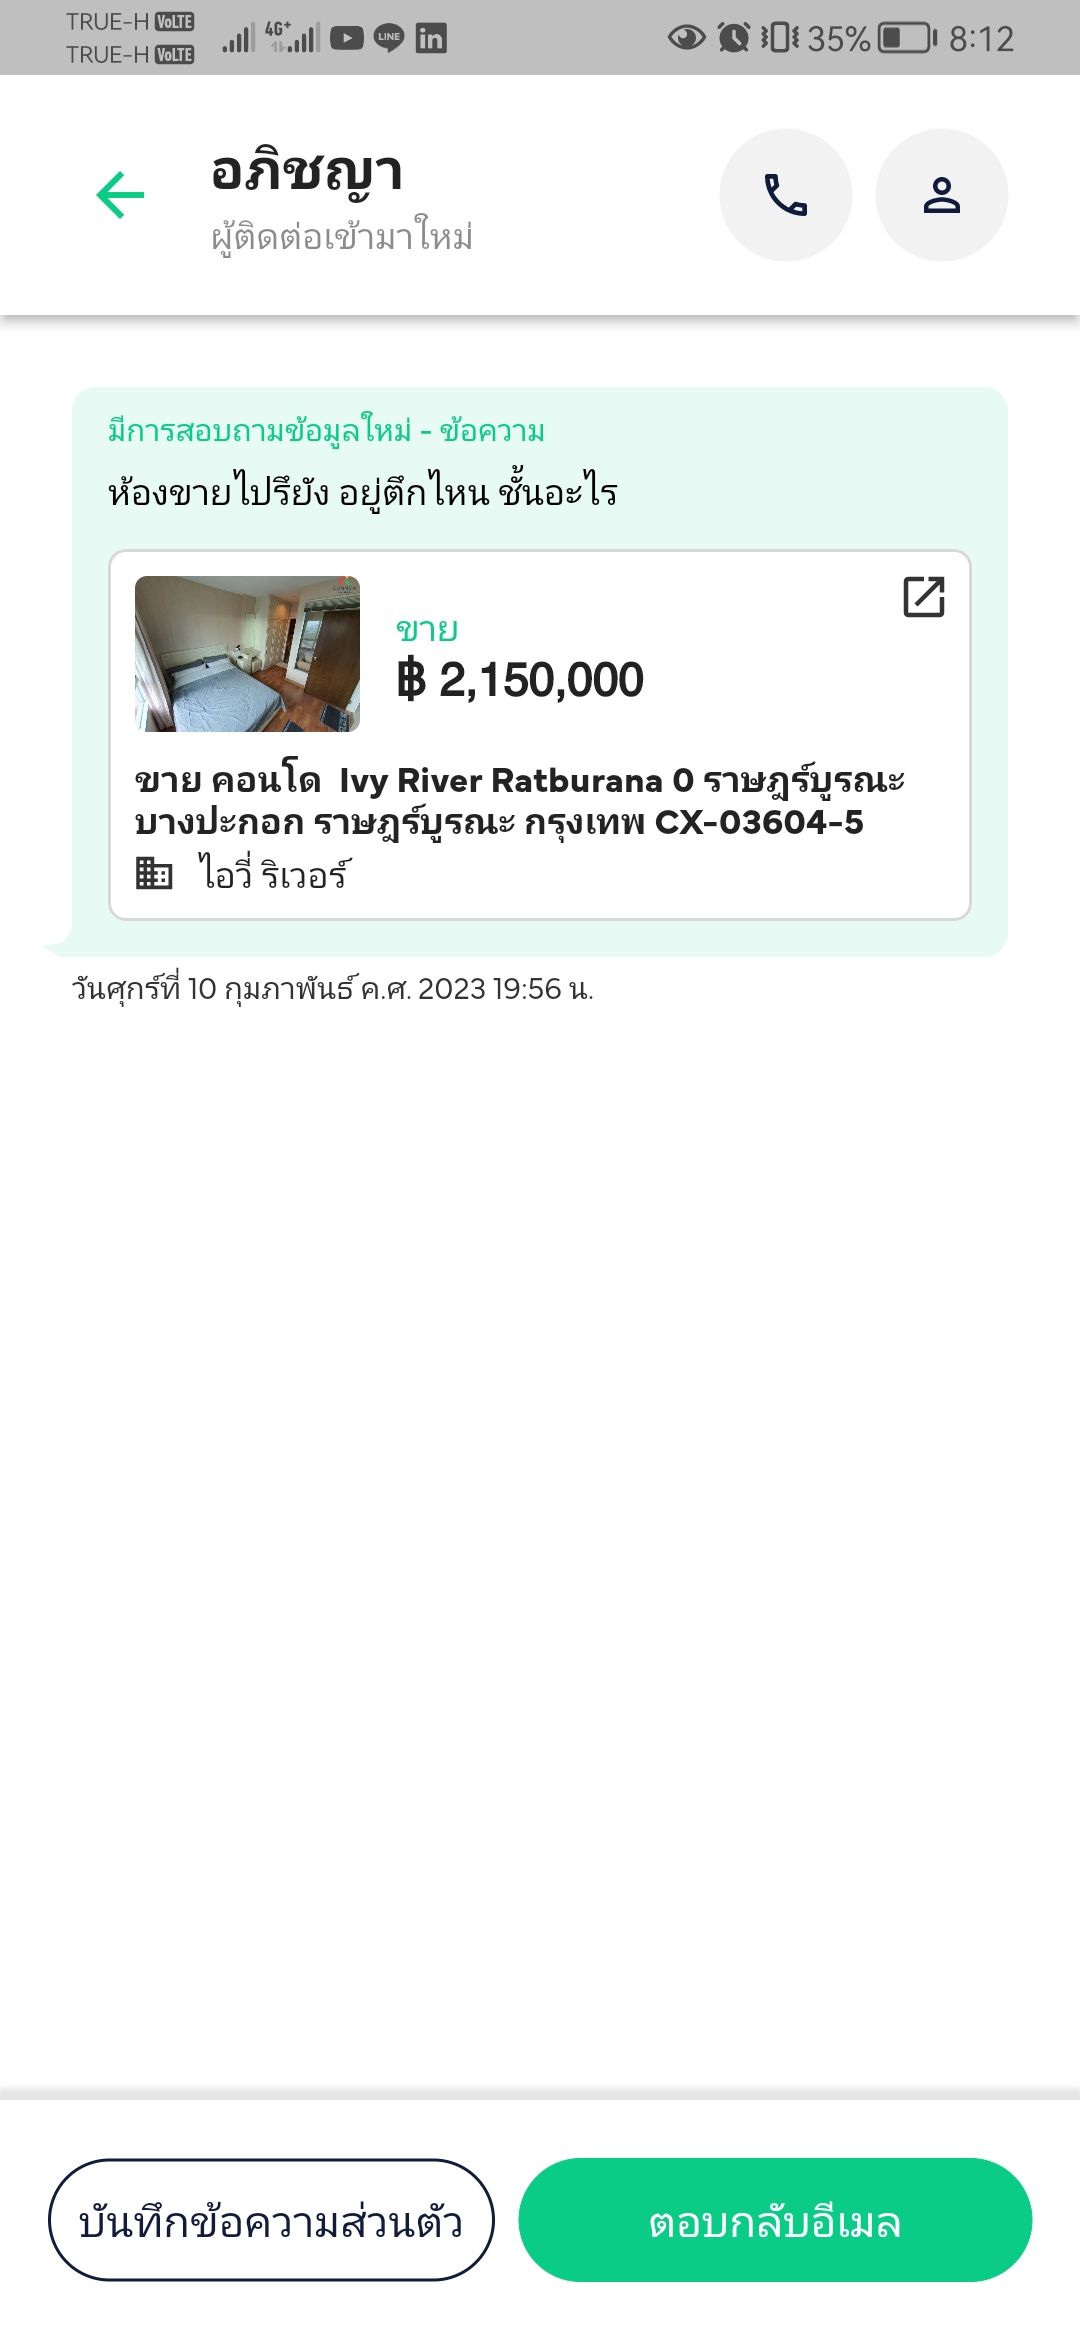 TRUE-H VoLTE
TRUE-H VoLTE
4G+
LINE
in
35%
8:12
อภิชญา
ผู้ติดต่อเข้ามาใหม่
มีการสอบถามข้อมูลใหม่ - ข้อความ
ห้องขายไปรึยัง อยู่ตึกไหน ชั้นอะไร
ขาย
฿ 2,150,000
ขาย คอนโด  Ivy River Ratburana 0 ราษฎร์บูรณะ
บางปะกอก ราษฎร์บูรณะ กรุงเทพ CX-03604-5
ไอวี่ ริเวอร์
วันศุกร์ที่ 10 กุมภาพันธ์ ค.ศ. 2023 19:56 น.
บันทึกข้อความส่วนตัว
ตอบกลับอีเมล